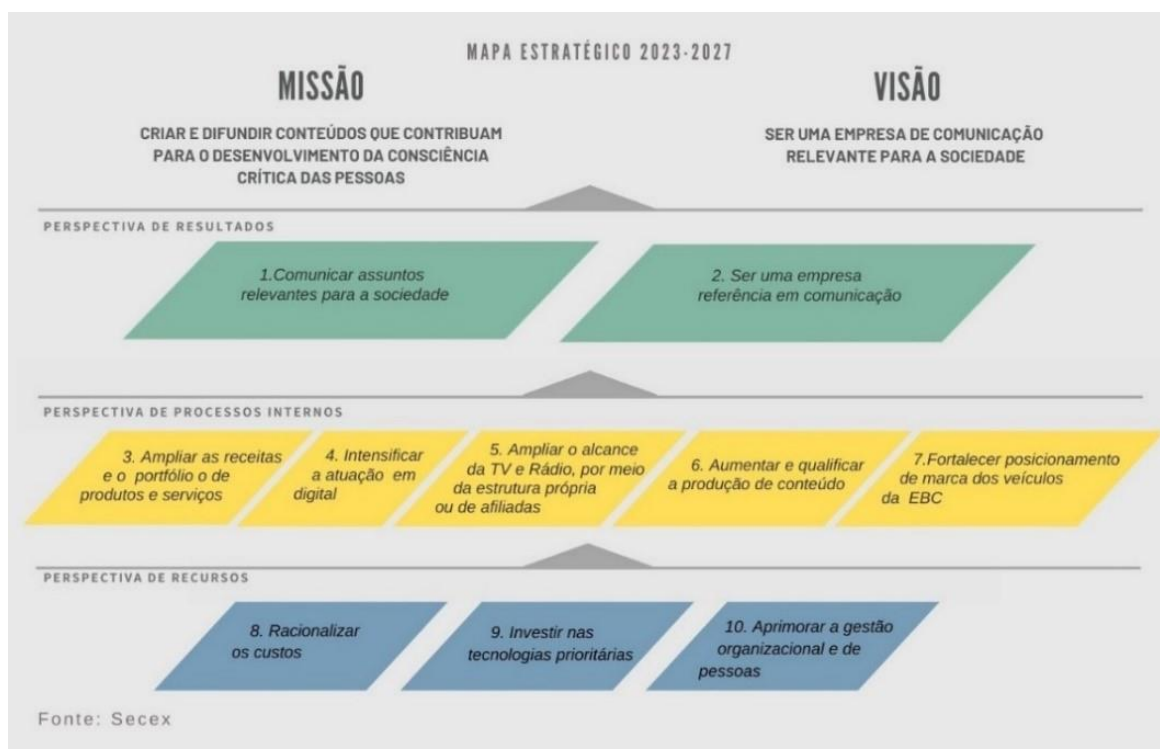 MAPA ESTRATÉGICO 2023-2027
MISSÃO
CRIAR E DIFUNDIR CONTEÚDOS QUE CONTRIBUAM
PARA O DESENVOLVIMENTO DA CONSCIÊNCIA
CRÍTICA DAS PESSOAS
VISÃO
SER UMA EMPRESA DE COMUNICAÇÃO
RELEVANTE PARA A SOCIEDADE
PERSPECTIVA DE RESULTADOS
1.Comunicar assuntos
relevantes para a sociedade
2. Ser uma empresa
referência em comunicação
PERSPECTIVA DE PROCESSOS INTERNOS
3. Ampliar as receitas
e o portfólio o de
produtos e serviços
4. Intensificar
a atuação em
digital
5. Ampliar o alcance
da TV e Rádio, por meio
da estrutura própria
ou de afiliadas
6. Aumentar e qualificar
a produção de conteúdo
7.Fortalecer posicionamento
de marca dos veículos
da EBC
PERSPECTIVA DE RECURSOS
8. Racionalizar
os custos
9. Investir nas
tecnologias prioritárias
10. Aprimorar a gestão
organizacional e de
pessoas
Fonte: Secex